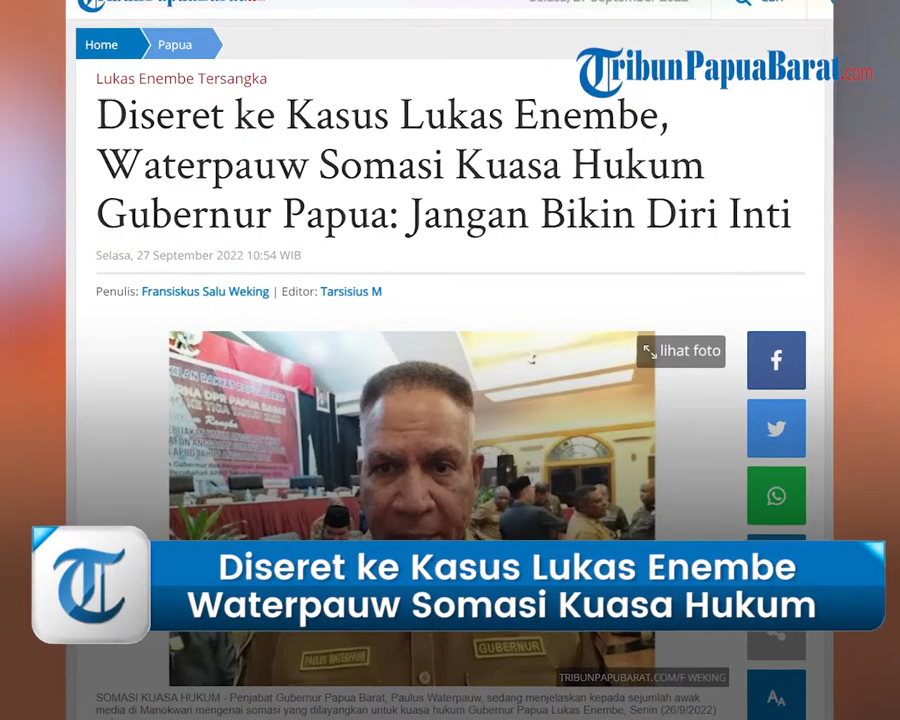 Home
Papua
TribunPapuaBarat.com
Lukas Enembe Tersangka
Diseret ke Kasus Lukas Enembe,
Waterpauw Somasi Kuasa Hukum
Gubernur Papua: Jangan Bikin Diri Inti
Selasa, 27 September 2022 10:54 WIB
Penulis: Fransiskus Salu Weking | Editor: Tarsisius M
lihat foto
Diseret ke Kasus Lukas Enembe
Waterpauw Somasi Kuasa Hukum
PAULUS WATERPAUW
GUBERNUR
TRIBUNPAPUBARAT.COM/F WEKING
SOMASI KUASA HUKUM - Penjabat Gubernur Papua Barat, Paulus Waterpauw, sedang menjelaskan kepada sejumlah awak
media di Manokwari mengenai somasi yang dilayangkan untuk kuasa hukum Gubernur Papua Lukas Enembe, Senin (26/9/2022)